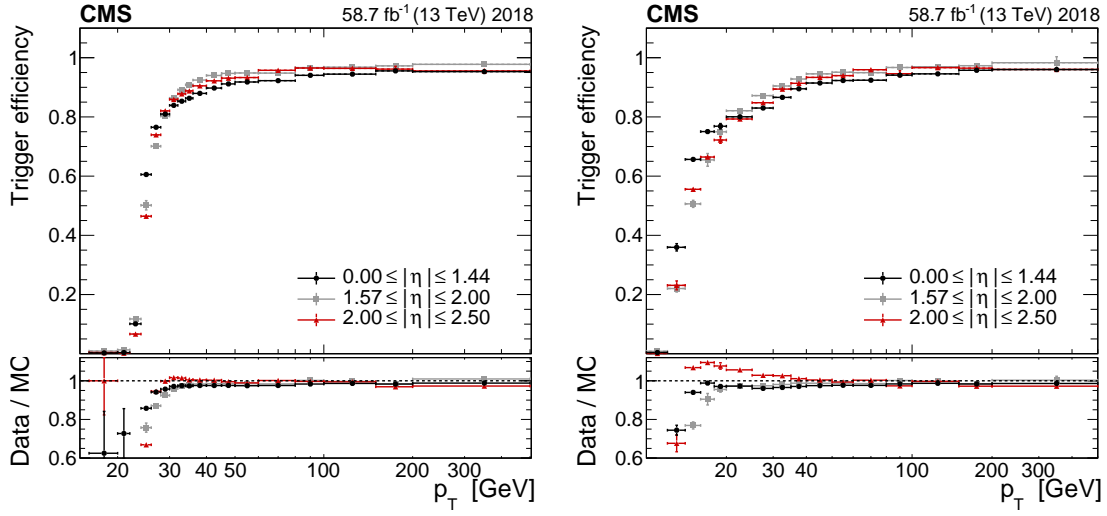 CMS 58.7 fb⁻¹ (13 TeV) 2018
Trigger efficiency
1
0.8
0.6
0.4
0.2
0.00 ≤ | η | ≤ 1.44
1.57 ≤ | η | ≤ 2.00
2.00 ≤ | η | ≤ 2.50
Data / MC
1
0.8
0.6
20 30 40 50 100 200 300
p_T [GeV]
CMS 58.7 fb⁻¹ (13 TeV) 2018
Trigger efficiency
1
0.8
0.6
0.4
0.2
0.00 ≤ | η | ≤ 1.44
1.57 ≤ | η | ≤ 2.00
2.00 ≤ | η | ≤ 2.50
Data / MC
1
0.8
0.6
20 30 40 100 200 300
p_T [GeV]